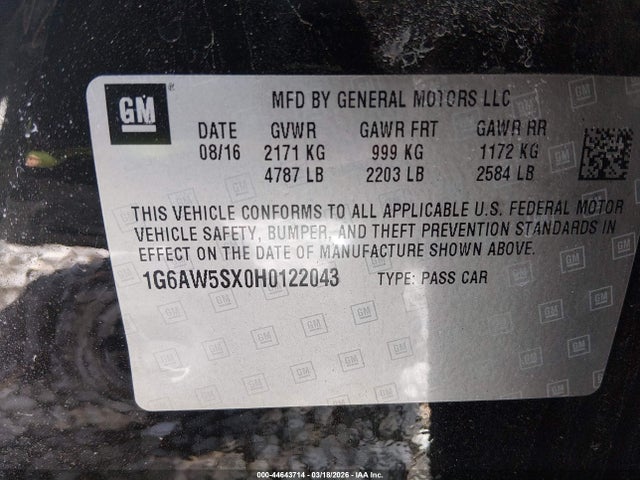 GM
MFD BY GENERAL MOTORS LLC
DATE GVWR GAWR FRT GAWR RR
08/16 2171 KG 999 KG 1172 KG
4787 LB 2203 LB 2584 LB
THIS VEHICLE CONFORMS TO ALL APPLICABLE U.S. FEDERAL MOTOR
VEHICLE SAFETY, BUMPER, AND THEFT PREVENTION STANDARDS IN
EFFECT ON THE DATE OF MANUFACTURE SHOWN ABOVE.
1G6AW5SX0H0122043 TYPE: PASS CAR
000-44643714 - 03/18/2026 - IAA Inc.